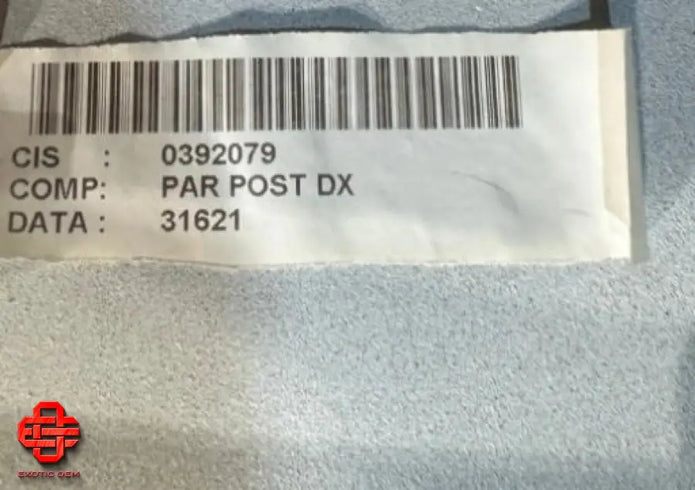 CIS : 0392079
COMP: PAR POST DX
DATA : 31621
EXOTIC OEM